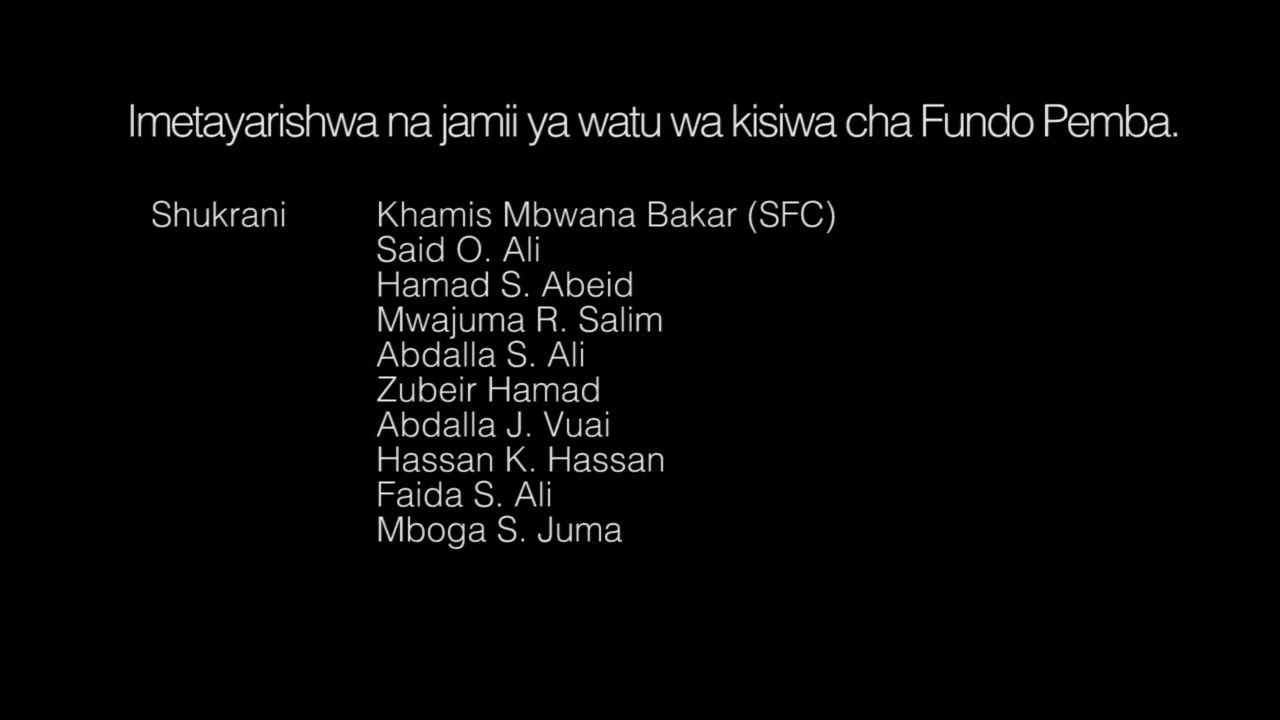 Imetayarishwa na jamii ya watu wa kisiwa cha Fundo Pemba.
Shukrani Khamis Mbwana Bakar (SFC)
Said O. Ali
Hamad S. Abeid
Mwajuma R. Salim
Abdalla S. Ali
Zubeir Hamad
Abdalla J. Vuai
Hassan K. Hassan
Faida S. Ali
Mboga S. Juma